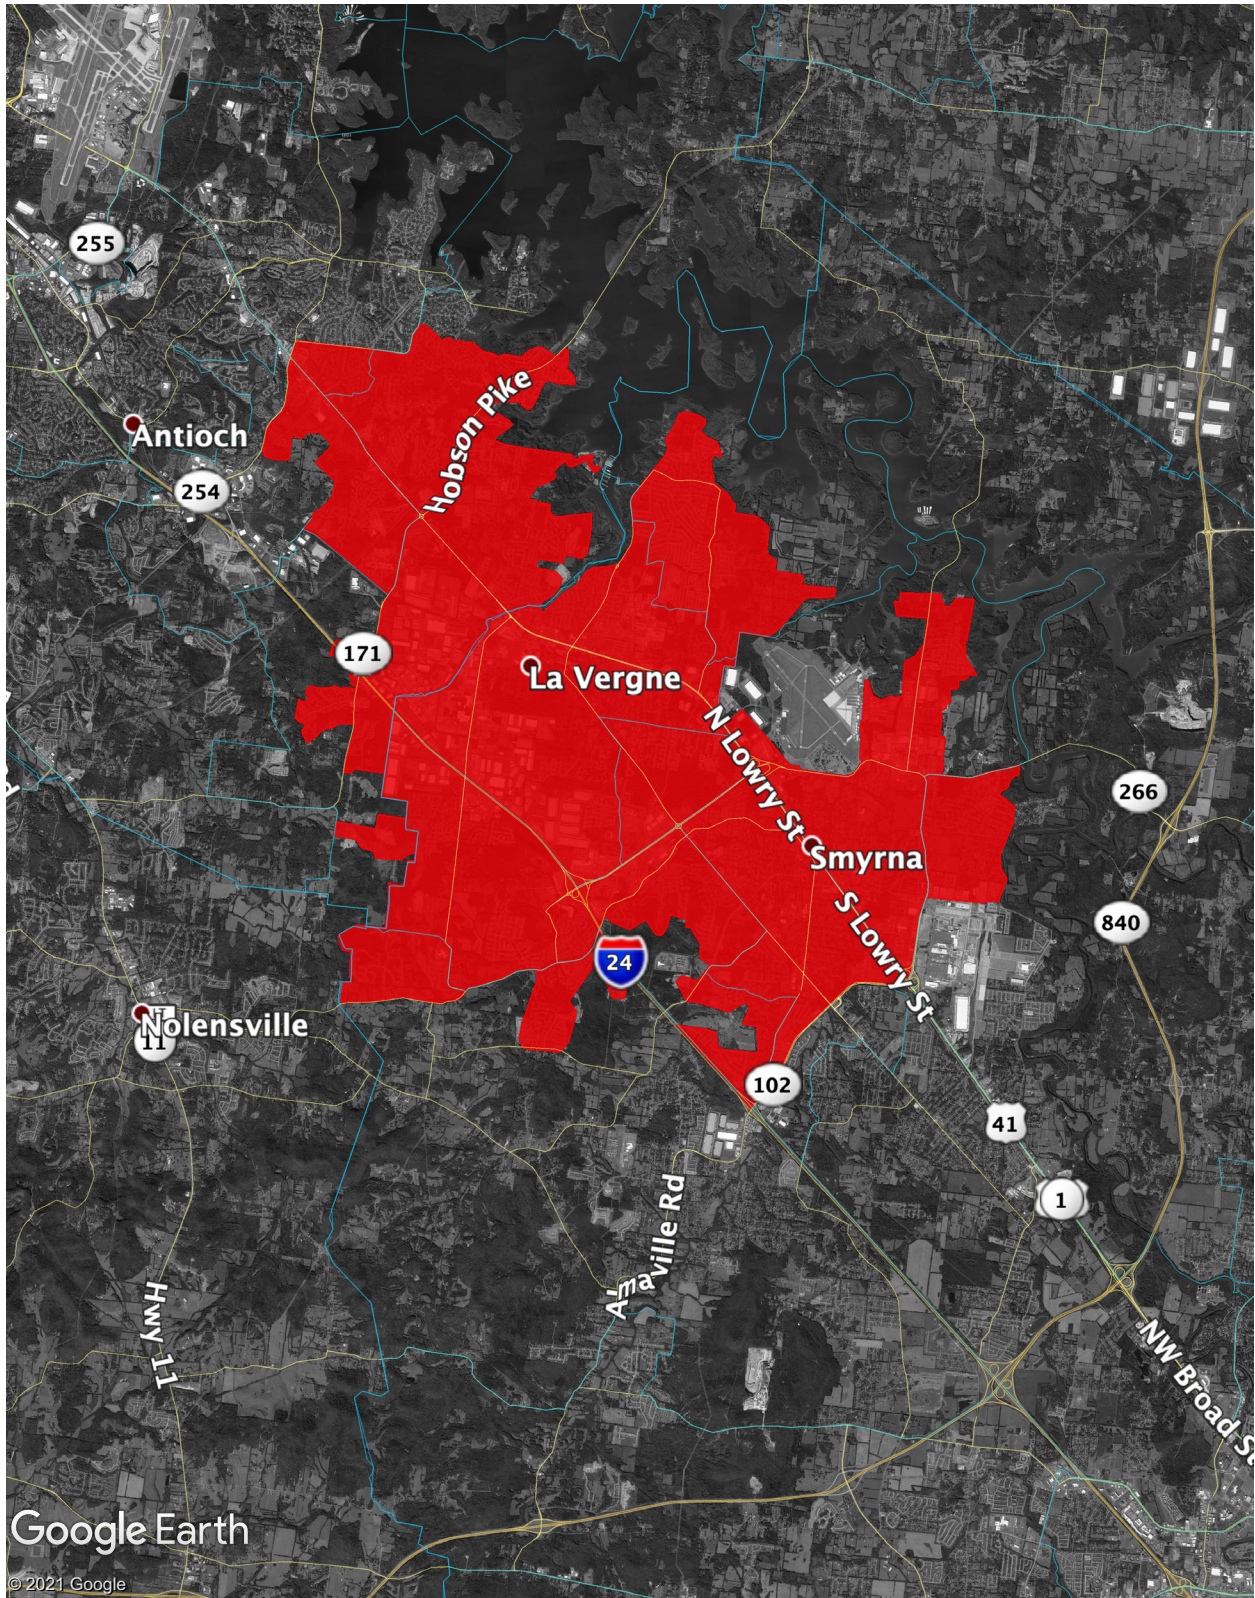 255
Hobson Pike
Antioch
254
171
La Vergne
N Lowry St
266
Smyrna
S Lowry St
840
24
Nolensville
11
102
41
1
Almaville Rd
Hwy 11
NW Broad St
Google Earth
© 2021 Google